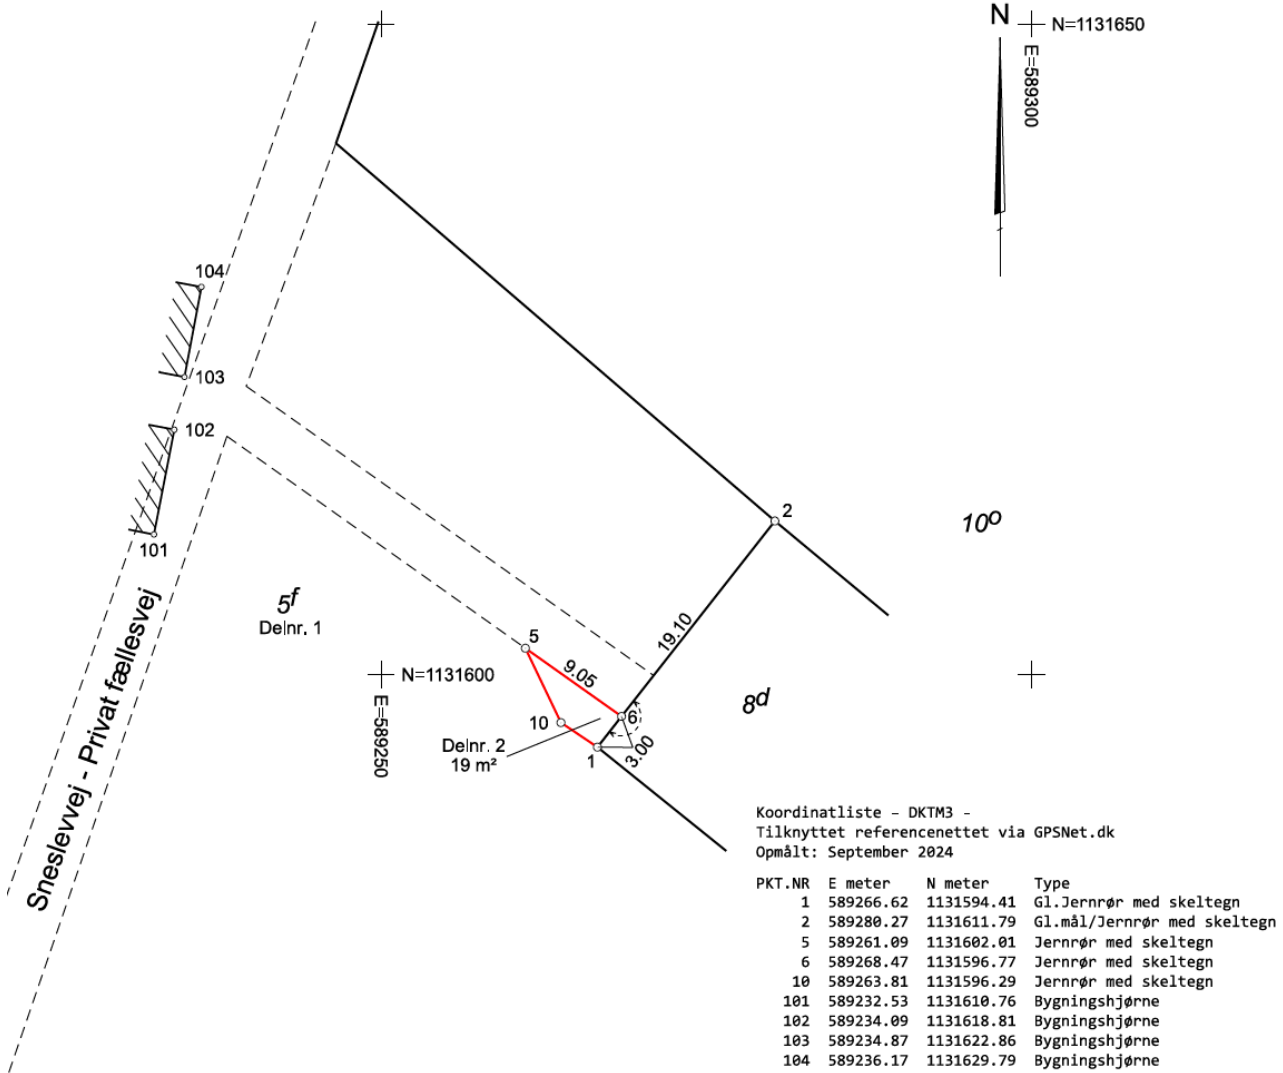 N
N=1131650
E=589300
104
103
102
101
2
10o
5f
Delnr. 1
19.10
5
9.05
N=1131600
E=589250
8d
10
6
Delnr. 2
19 m²
1
3.00
Sneslevvej - Privat fællesvej
Koordinatliste - DKTM3 -
Tilknyttet referencenettet via GPSNet.dk
Opmålt: September 2024
PKT.NR E meter N meter Type
1 589266.62 1131594.41 Gl.Jernrør med skeltegn
2 589280.27 1131611.79 Gl.mål/Jernrør med skeltegn
5 589261.09 1131602.01 Jernrør med skeltegn
6 589268.47 1131596.77 Jernrør med skeltegn
10 589263.81 1131596.29 Jernrør med skeltegn
101 589232.53 1131610.76 Bygningshjørne
102 589234.09 1131618.81 Bygningshjørne
103 589234.87 1131622.86 Bygningshjørne
104 589236.17 1131629.79 Bygningshjørne